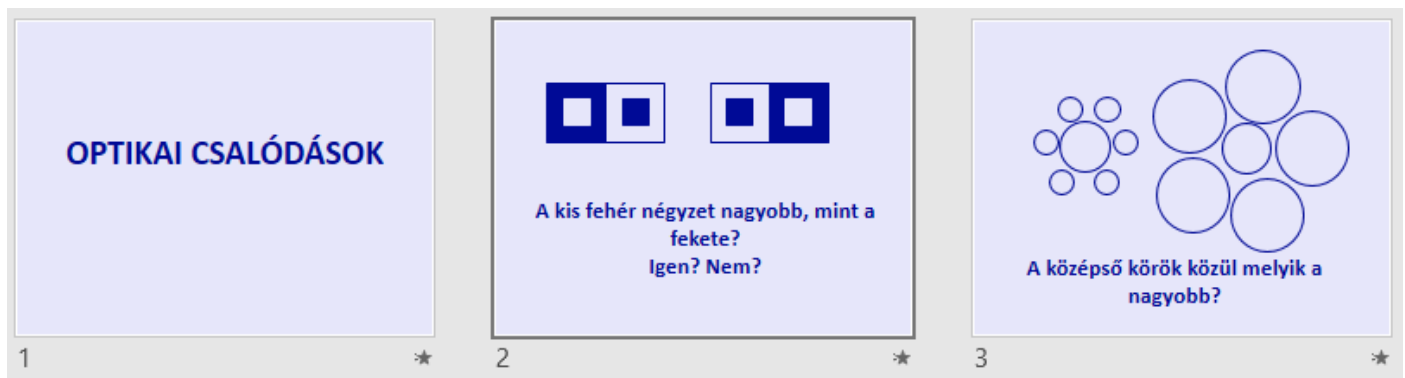 OPTIKAI CSALÓDÁSOK
A kis fehér négyzet nagyobb, mint a
fekete?
Igen? Nem?
A középső körök közül melyik a
nagyobb?
1
2
3